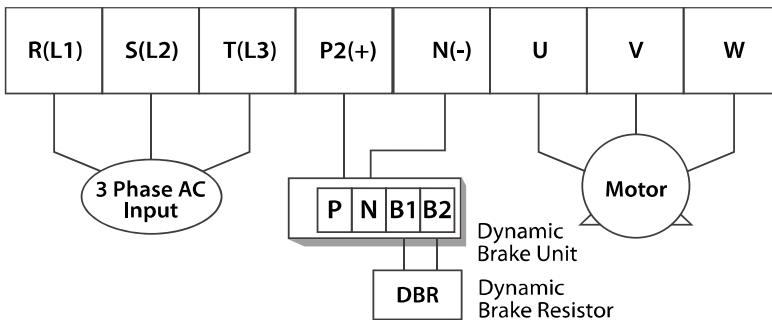 R(L1) S(L2) T(L3) P2(+) N(-) U V W
3 Phase AC
Input
P N B1 B2
Motor
Dynamic
Brake Unit
DBR
Dynamic
Brake Resistor